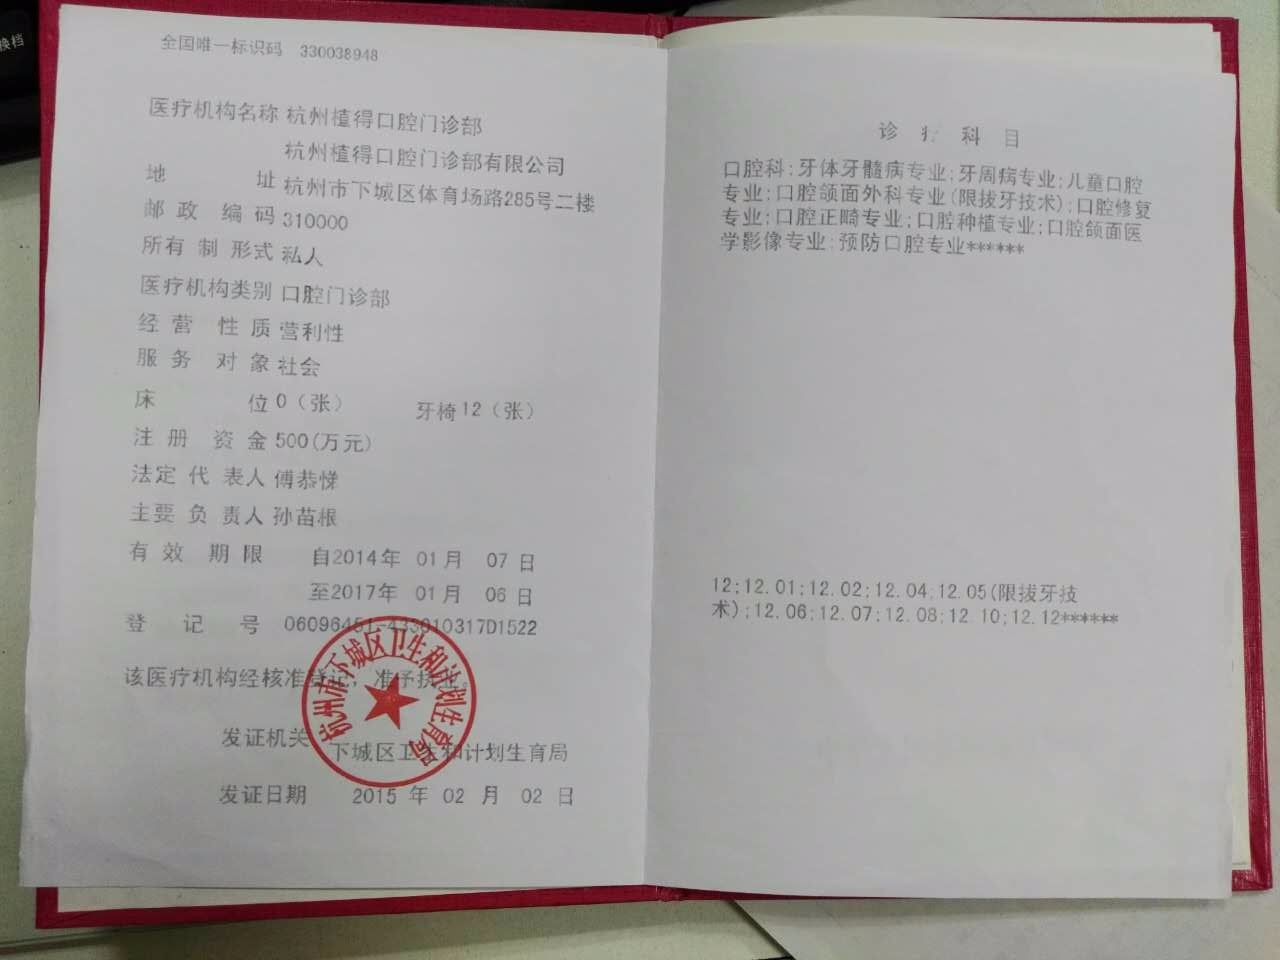 换档
全国唯一标识码 330038948
医疗机构名称 杭州植得口腔门诊部
杭州植得口腔门诊部有限公司
地 址 杭州市下城区体育场路285号二楼
邮政编码 310000
所有制形式 私人
医疗机构类别 口腔门诊部
经营性质 营利性
服务对象 社会
床 位 0（张） 牙椅 12（张）
注册资金 500(万元)
法定代表人 傅恭悌
主要负责人 孙苗根
有效期限 自2014年 01月 07日
至2017年 01月 06日
登记号 06096451-433010317D1522
该医疗机构经核准登记，准予执业。
杭州市下城区卫生和计划生育局
发证机关 下城区卫生和计划生育局
发证日期 2015 年 02 月 02 日
诊疗科目
口腔科;牙体牙髓病专业;牙周病专业;儿童口腔
专业;口腔颌面外科专业(限拔牙技术);口腔修复
专业;口腔正畸专业;口腔种植专业;口腔颌面医
学影像专业;预防口腔专业******
12;12.01;12.02;12.04;12.05(限拔牙技
术);12.06;12.07;12.08;12.10;12.12******